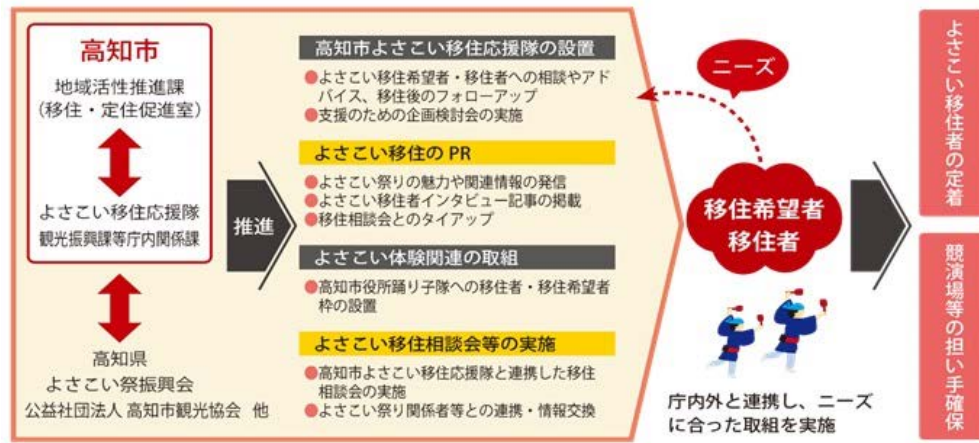 高知市
地域活性推進課
(移住・定住促進室)
よさこい移住応援隊
観光振興課等庁内関係課
高知県
よさこい祭振興会
公益社団法人 高知市観光協会 他
推進
高知市よさこい移住応援隊の設置
●よさこい移住希望者・移住者への相談やアド
バイス、移住後のフォローアップ
●支援のための企画検討会の実施
よさこい移住のPR
●よさこい祭りの魅力や関連情報の発信
●よさこい移住者インタビュー記事の掲載
●移住相談会とのタイアップ
よさこい体験関連の取組
●高知市役所踊り子隊への移住者・移住希望者
枠の設置
よさこい移住相談会等の実施
●高知市よさこい移住応援隊と連携した移住
相談会の実施
●よさこい祭り関係者等との連携・情報交換
ニーズ
移住希望者
移住者
庁内外と連携し、ニーズ
に合った取組を実施
よさこい移住者の定着
競演場等の担い手確保